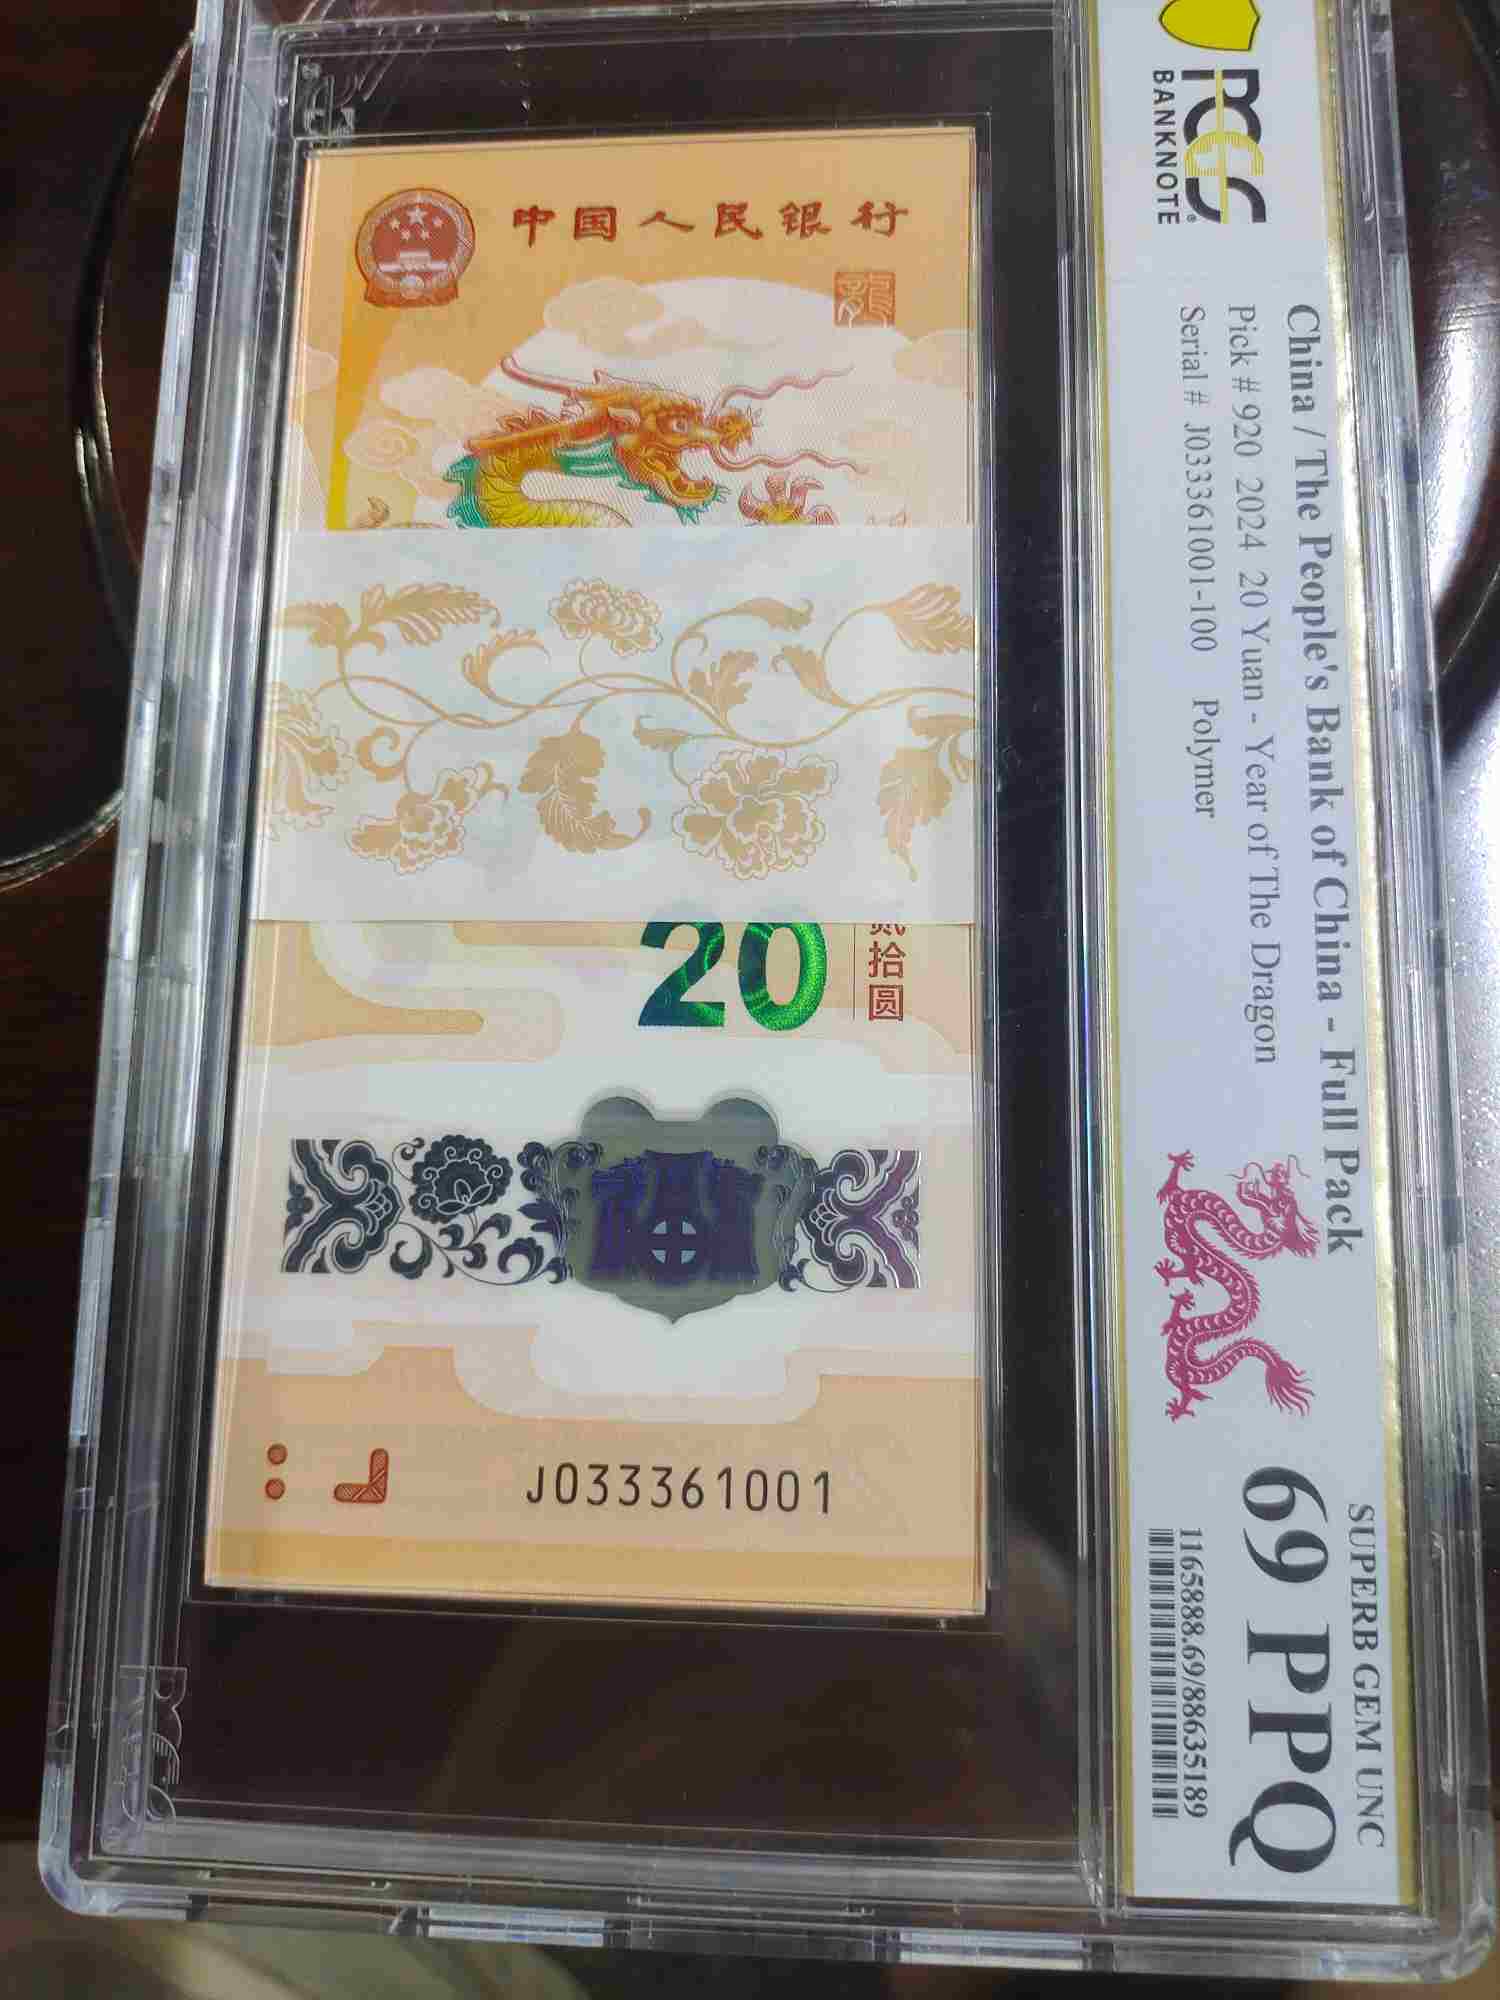 中国人民银行
龍
20
贰拾圆
J033361001
PCGS
BANKNOTE
China / The People's Bank of China - Full Pack
Pick # 920 2024 20 Yuan - Year of The Dragon
Serial # J033361001-100 Polymer
SUPERB GEM UNC
69 PPQ
1165888.69/88635189
PCGS